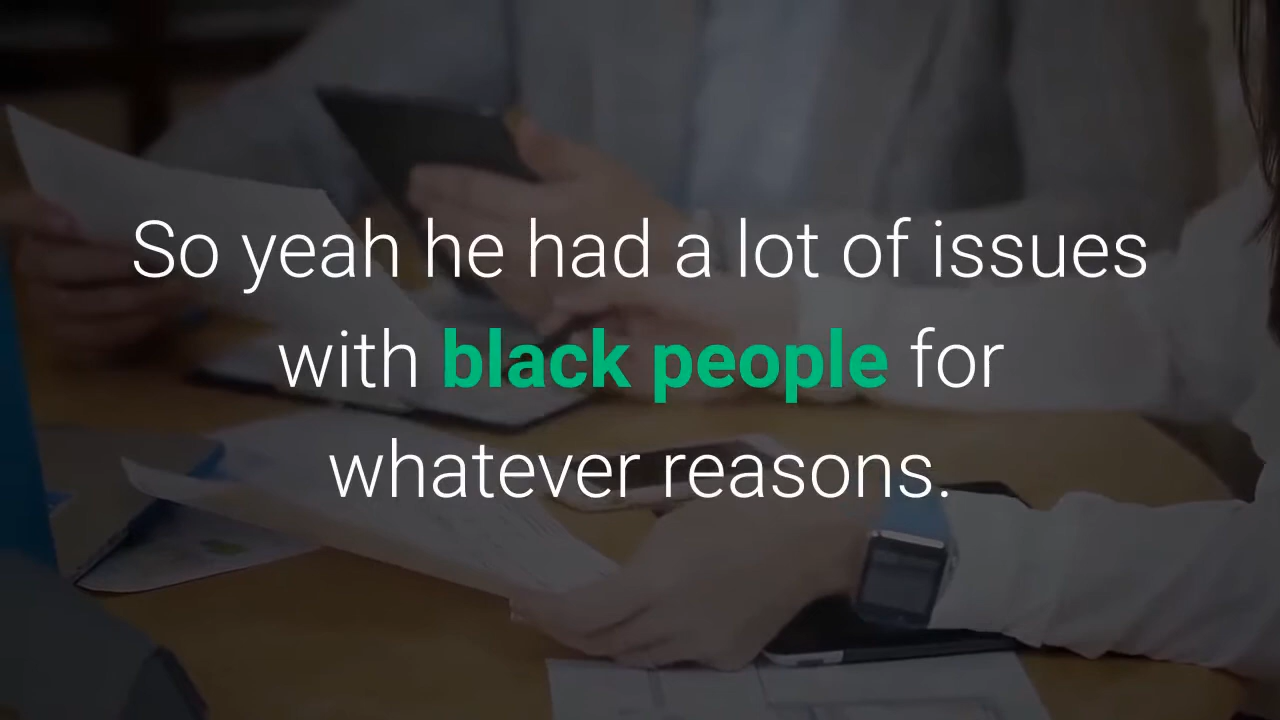 So yeah he had a lot of issues
with black people for
whatever reasons.